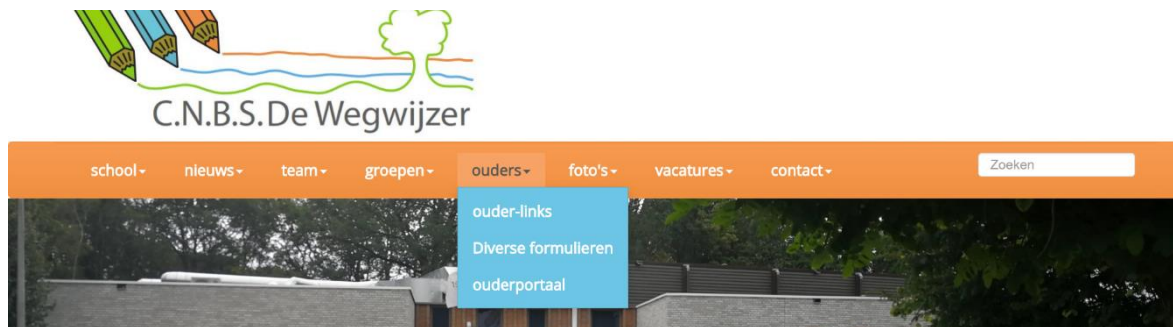 C.N.B.S. De Wegwijzer
school nieuws team groepen ouders foto's vacatures contact Zoeken
ouder-links
Diverse formulieren
ouderportaal